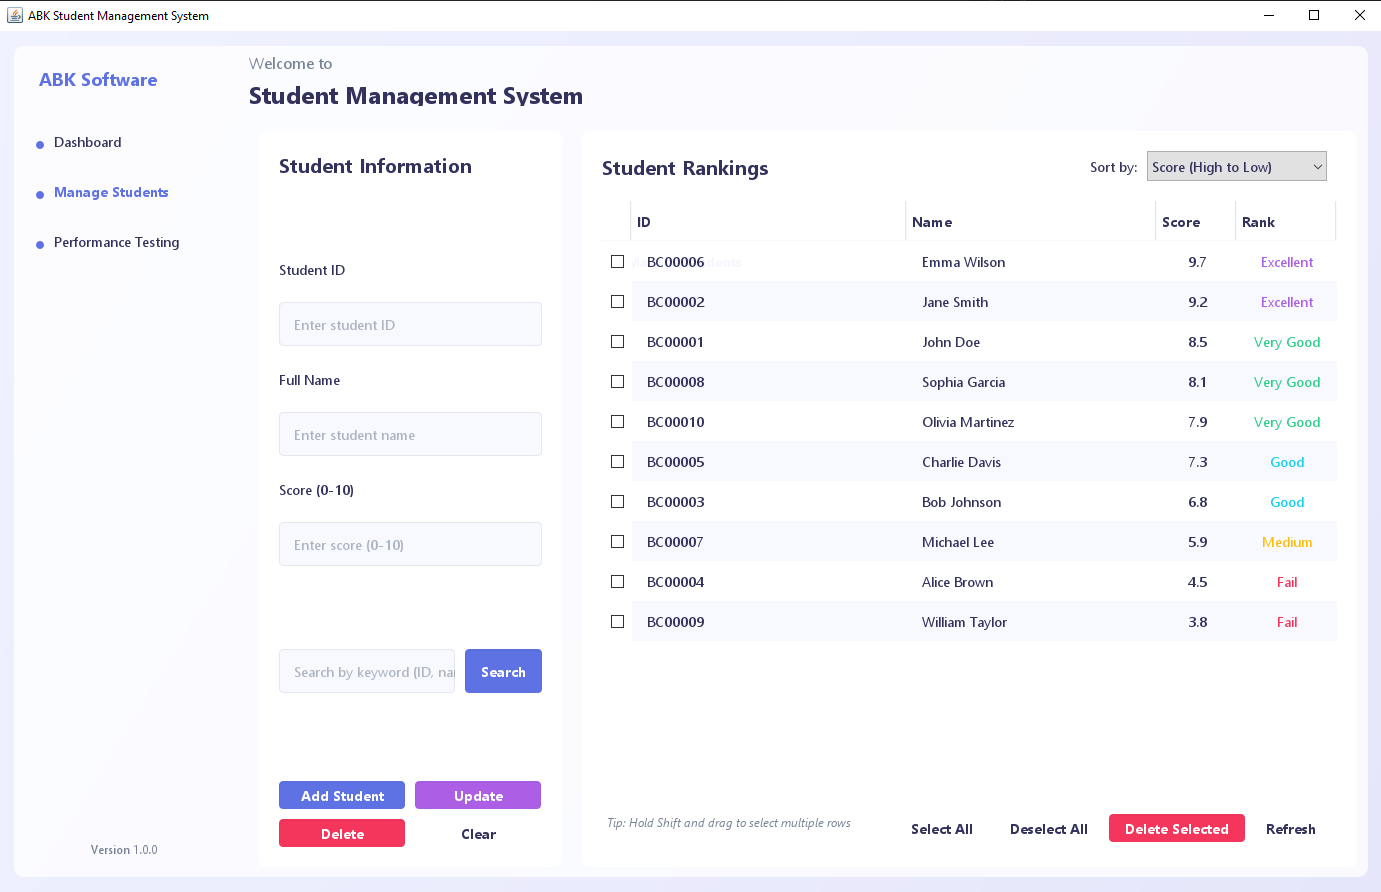 ABK Student Management System
ABK Software
Dashboard
Manage Students
Performance Testing
Version 1.0.0
Welcome to
Student Management System
Student Information
Student ID
Enter student ID
Full Name
Enter student name
Score (0-10)
Enter score (0-10)
Search by keyword (ID, nar
Search
Add Student
Update
Delete
Clear
Student Rankings
Sort by:
Score (High to Low)
ID Name Score Rank
BC00006 Emma Wilson 9.7 Excellent
BC00002 Jane Smith 9.2 Excellent
BC00001 John Doe 8.5 Very Good
BC00008 Sophia Garcia 8.1 Very Good
BC00010 Olivia Martinez 7.9 Very Good
BC00005 Charlie Davis 7.3 Good
BC00003 Bob Johnson 6.8 Good
BC00007 Michael Lee 5.9 Medium
BC00004 Alice Brown 4.5 Fail
BC00009 William Taylor 3.8 Fail
Tip: Hold Shift and drag to select multiple rows
Select All
Deselect All
Delete Selected
Refresh